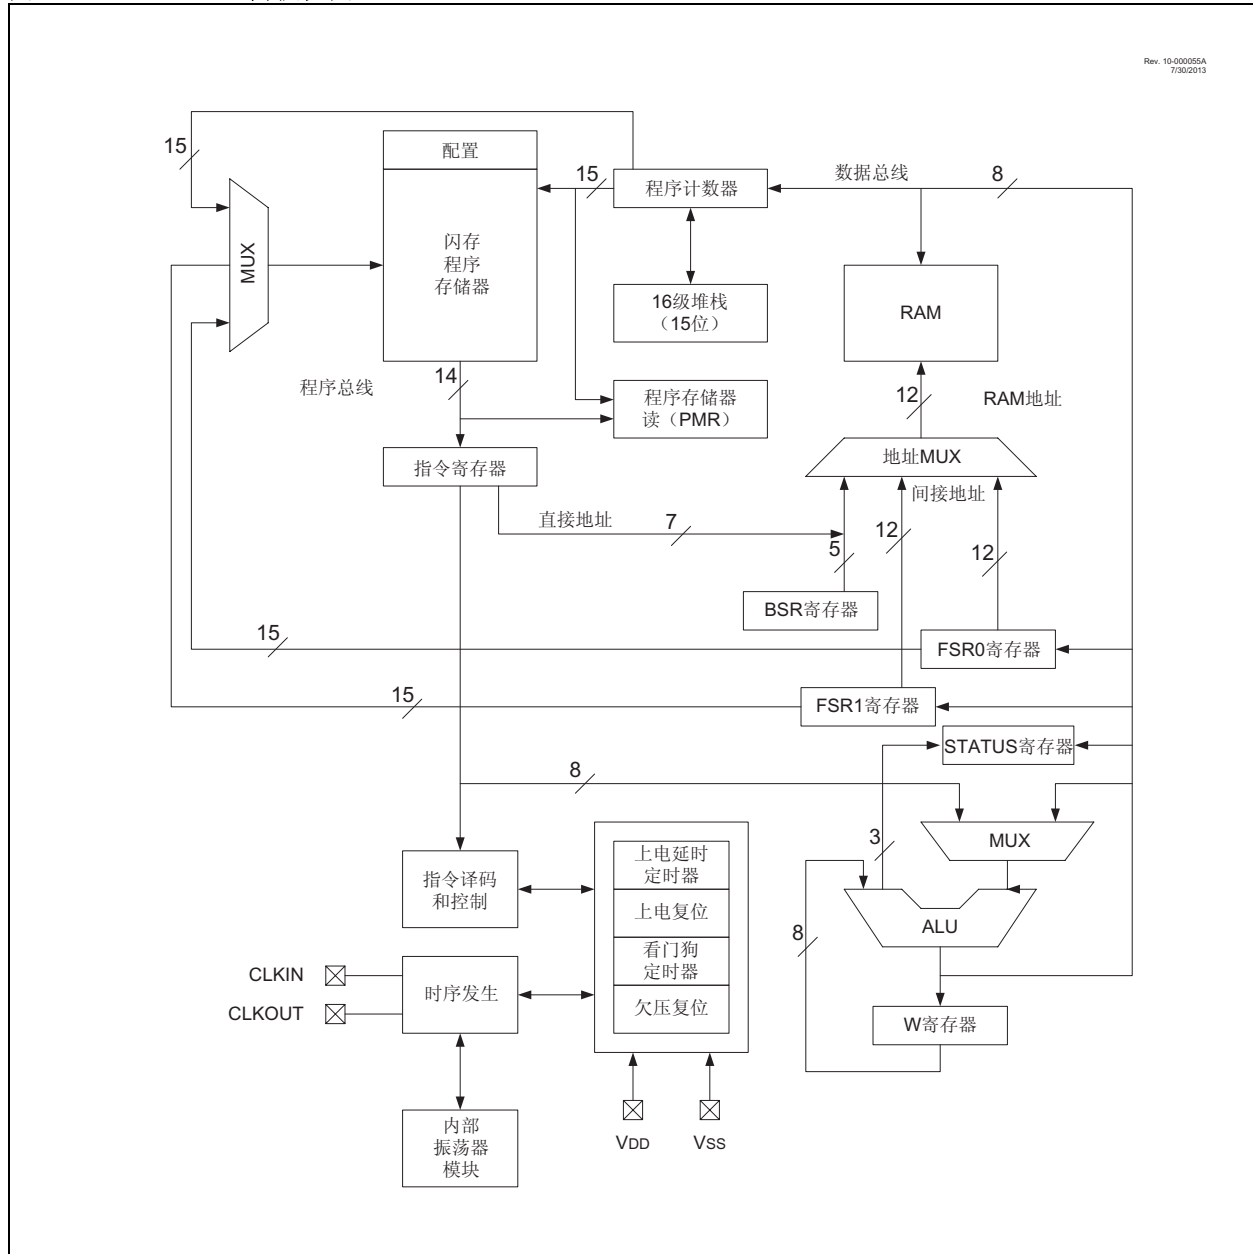 Rev. 10-000055A
7/30/2013
15
配置
15
程序计数器
数据总线
8
MUX
闪存
程序
存储器
16级堆栈
（15位）
RAM
程序总线
14
程序存储器
读（PMR）
12
RAM地址
指令寄存器
地址MUX
间接地址
直接地址
7
5
12
12
BSR寄存器
15
FSR0寄存器
15
FSR1寄存器
STATUS寄存器
8
3
MUX
上电延时
定时器
指令译码
和控制
上电复位
ALU
8
看门狗
定时器
CLKIN
时序发生
CLKOUT
欠压复位
W寄存器
内部
振荡器
模块
VDD
VSS